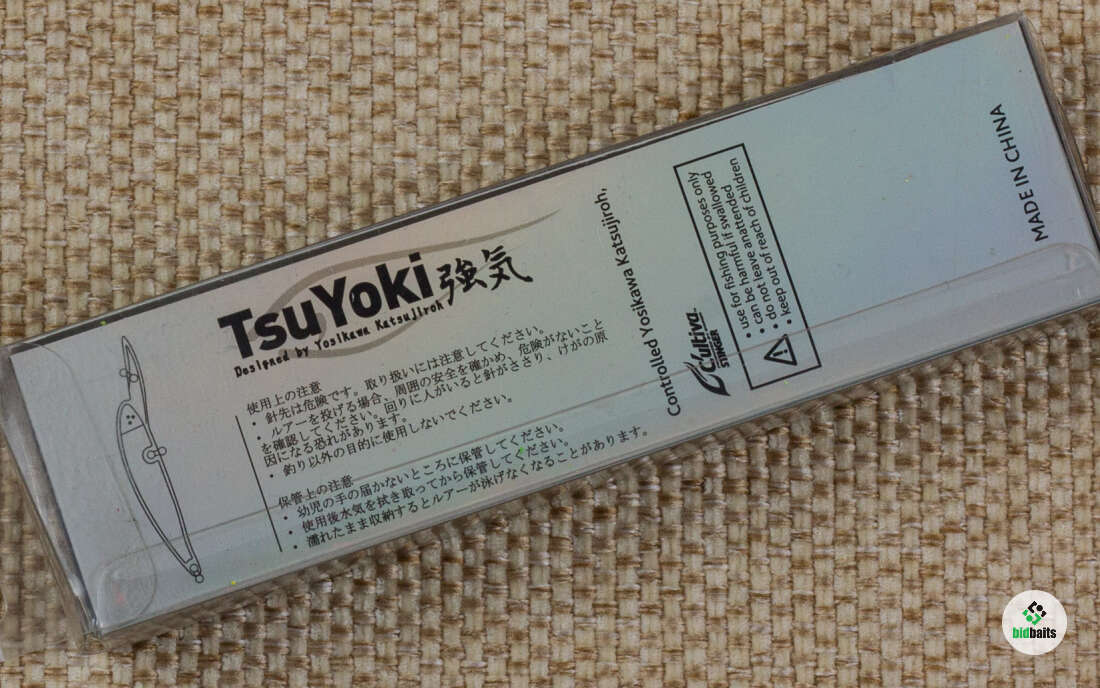 TsuYoki強気
Designed by Yosikawa Katsujiroh
使用上の注意
・針先は危険です。取り扱いには注意してください。
・ルアーを投げる場合、周囲の安全を確かめ、危険がないこと
を確認してください。回りに人がいると針がささり、けがの原
因になる恐れがあります。
・釣り以外の目的に使用しないでください。
保管上の注意
・幼児の手の届かないところに保管してください。
・使用後水気を拭き取ってから保管してください。
・濡れたまま収納するとルアーが泳げなくなることがあります。
Controlled Yosikawa Katsujiroh,
Cultiva
STINGER
• use for fishing purposes only
• can be harmful if swallowed
• do not leave anattended
• keep out of reach of children
MADE IN CHINA
bidbaits